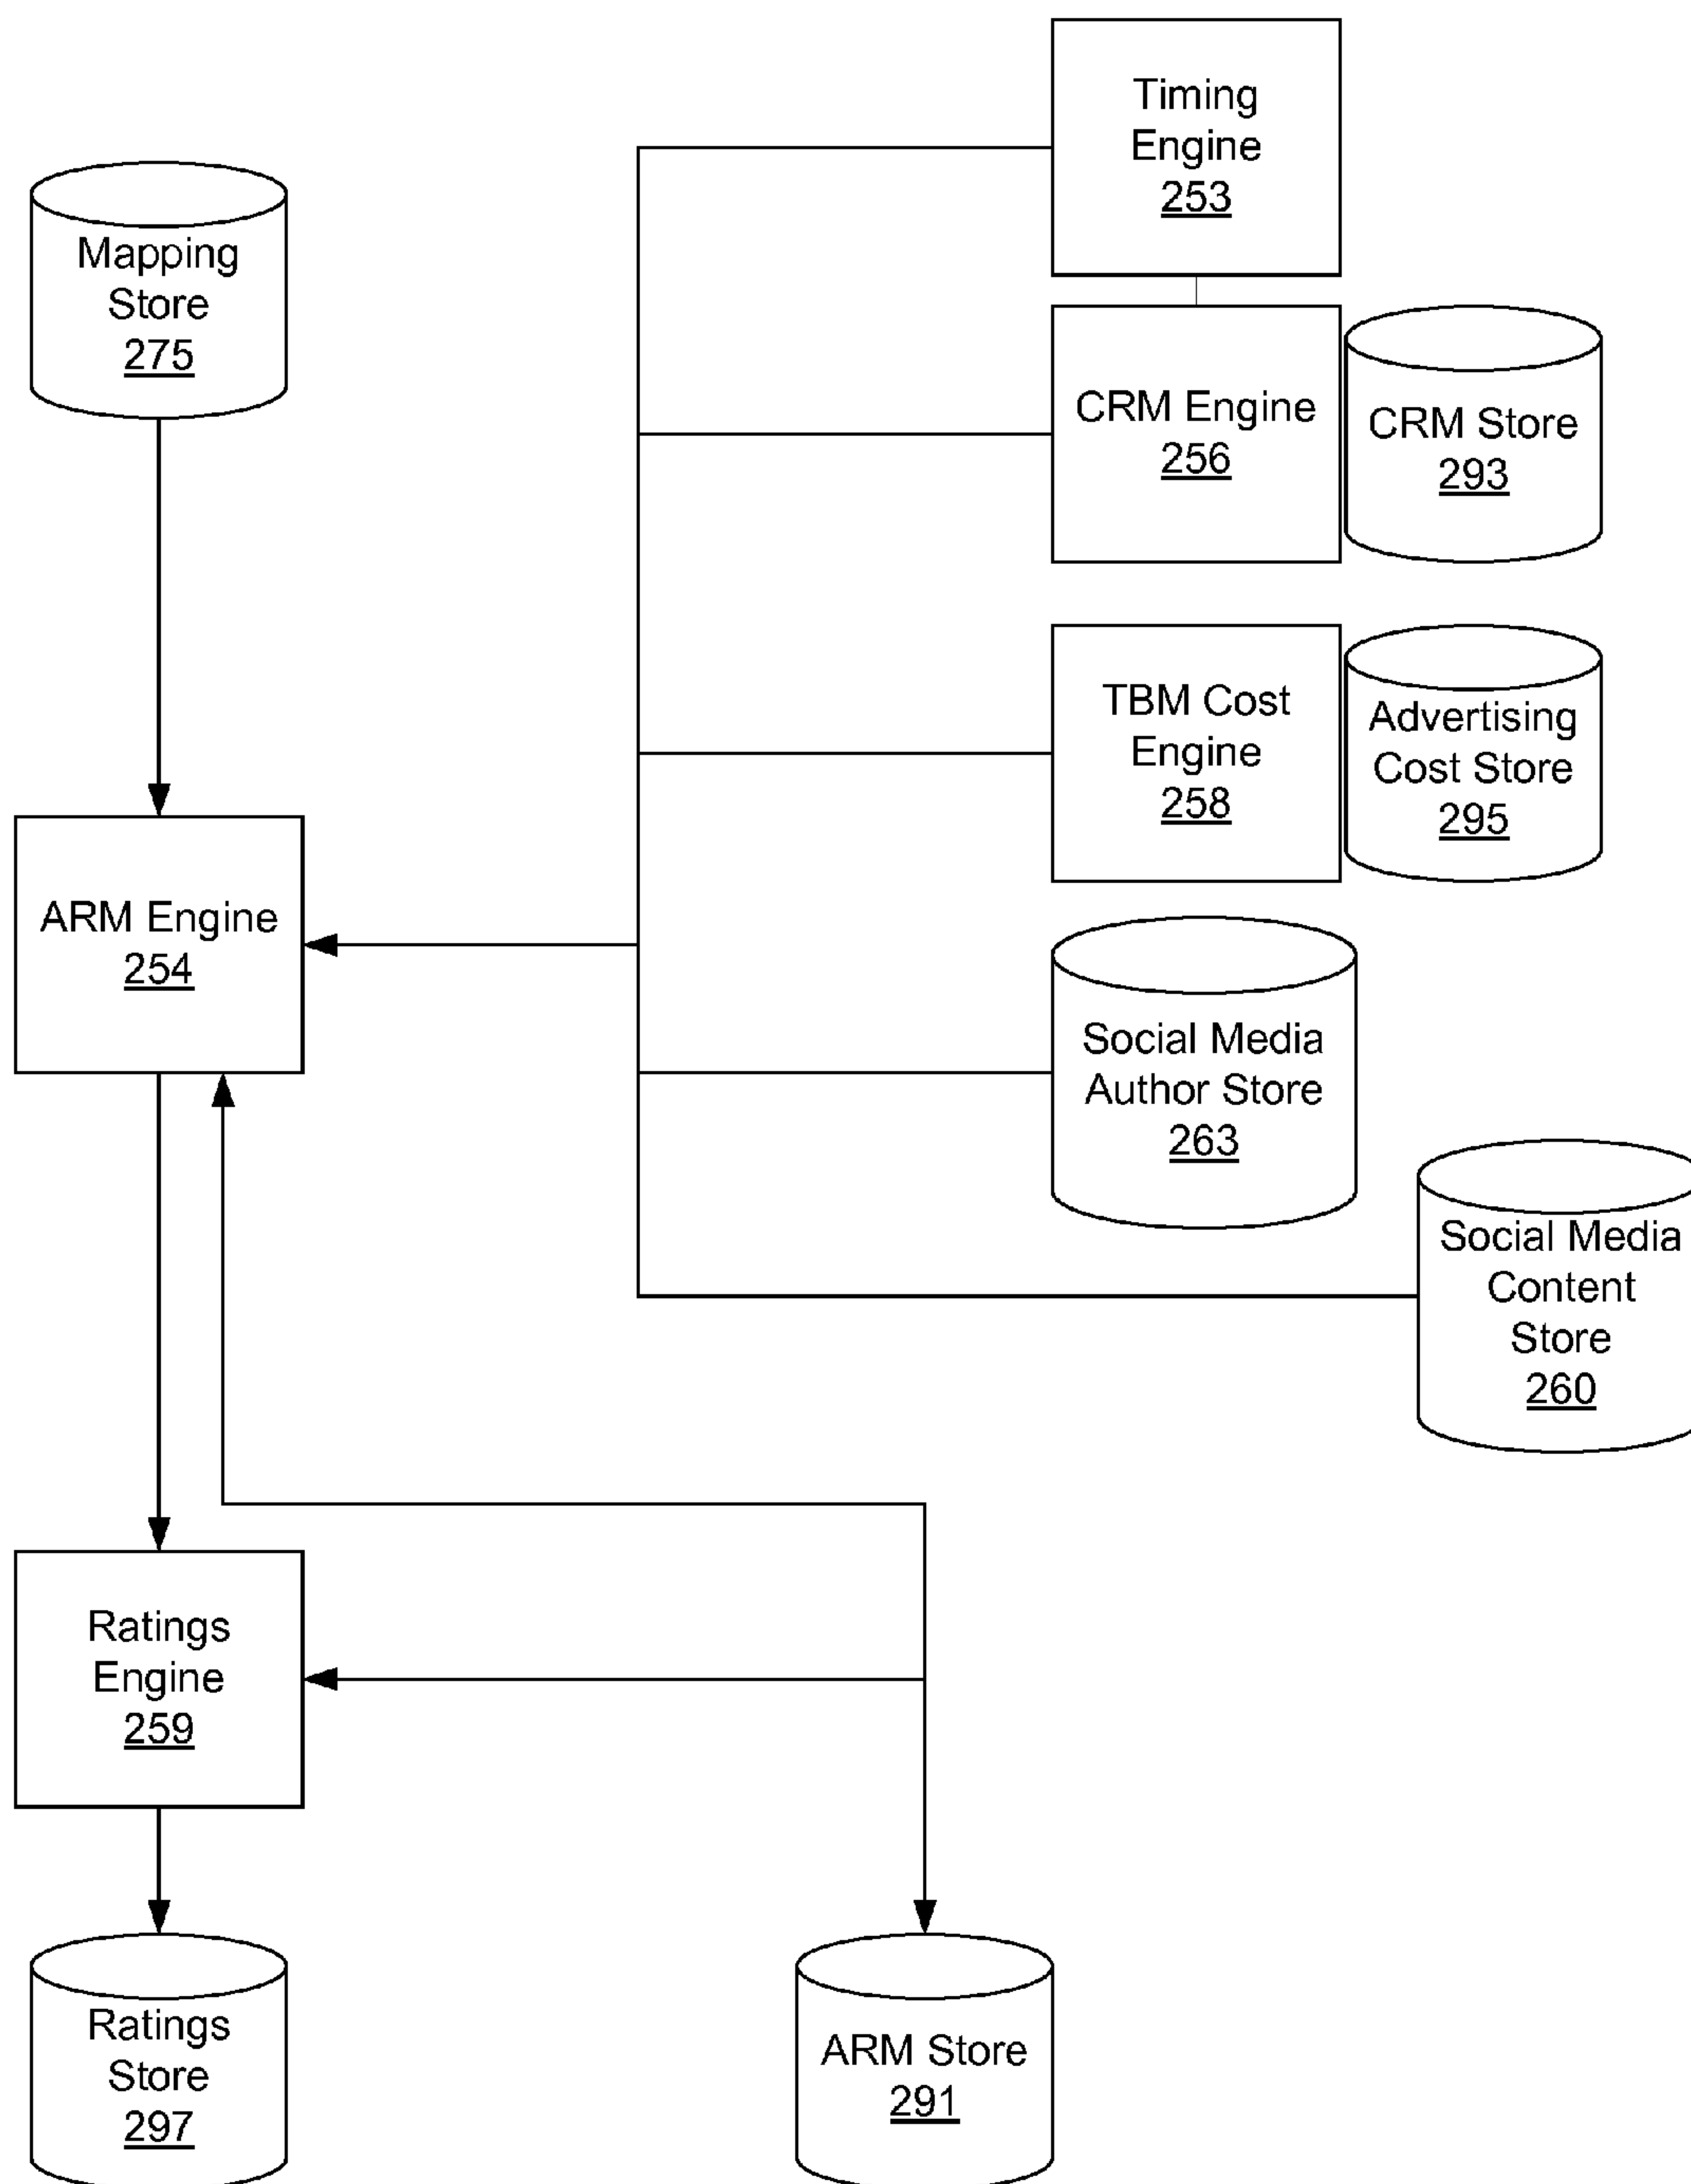 Timing
Engine
253
Mapping
Store
275
CRM Engine
256
CRM Store
293
TBM Cost
Engine
258
Advertising
Cost Store
295
ARM Engine
254
Social Media
Author Store
263
Social Media
Content
Store
260
Ratings
Engine
259
Ratings
Store
297
ARM Store
291